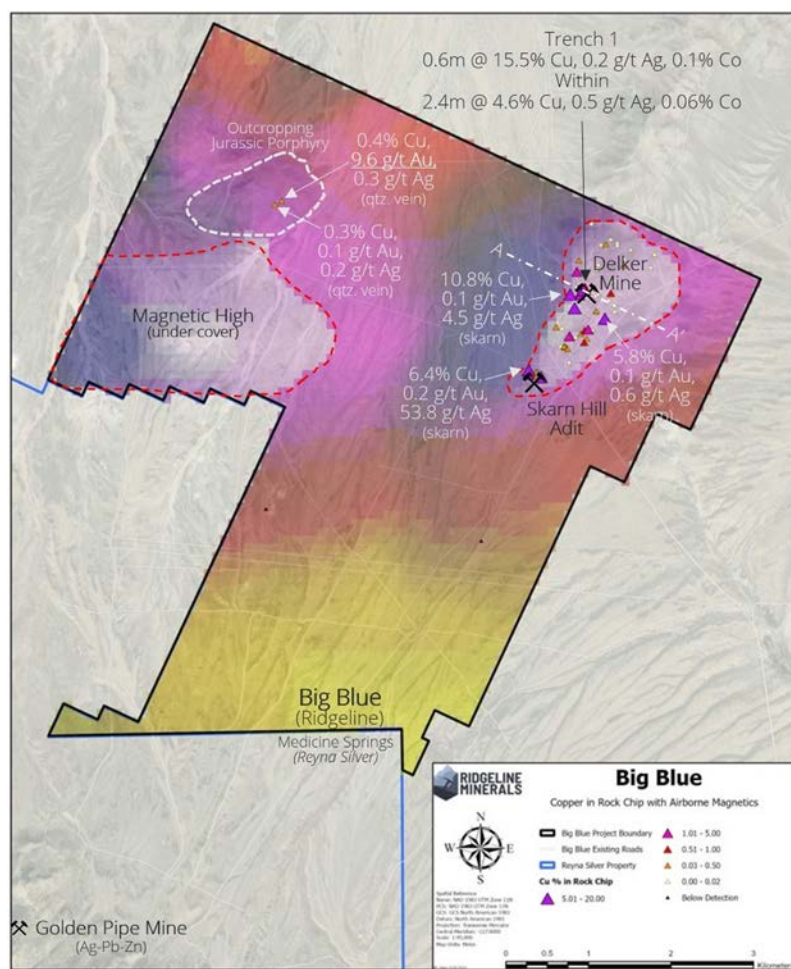 Trench 1
0.6m @ 15.5% Cu, 0.2 g/t Ag, 0.1% Co
Within
2.4m @ 4.6% Cu, 0.5 g/t Ag, 0.06% Co
Outcropping
Jurassic Porphyry
0.4% Cu,
9.6 g/t Au,
0.3 g/t Ag
(qtz. vein)
0.3% Cu,
0.1 g/t Au,
0.2 g/t Ag
(qtz. vein)
Magnetic High
(under cover)
A
Delker
Mine
A'
10.8% Cu,
0.1 g/t Au,
4.5 g/t Ag
(skarn)
6.4% Cu,
0.2 g/t Au,
53.8 g/t Ag
(skarn)
5.8% Cu,
0.1 g/t Au,
0.6 g/t Ag
(skarn)
Skarn Hill
Adit
Big Blue
(Ridgeline)
Medicine Springs
(Reyna Silver)
Golden Pipe Mine
(Ag-Pb-Zn)
RIDGELINE
MINERALS
Big Blue
Copper in Rock Chip with Airborne Magnetics
N
W E
S
Big Blue Project Boundary
Big Blue Existing Roads
Reyna Silver Property
Cu % in Rock Chip
5.01 - 20.00
1.01 - 5.00
0.51 - 1.00
0.03 - 0.50
0.00 - 0.02
Below Detection
Spatial Reference
Map Units: Meter
0 0.5 1 2 3
Kilometer